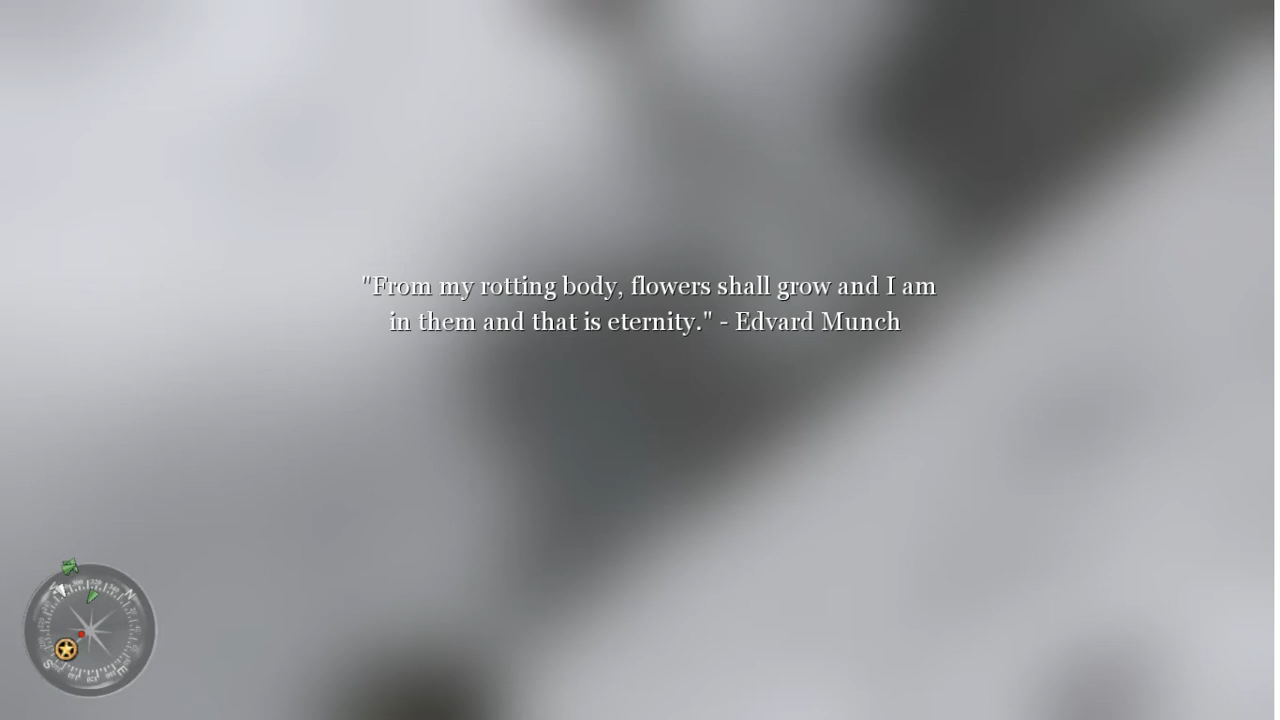 "From my rotting body, flowers shall grow and I am
in them and that is eternity." - Edvard Munch
N
S
E